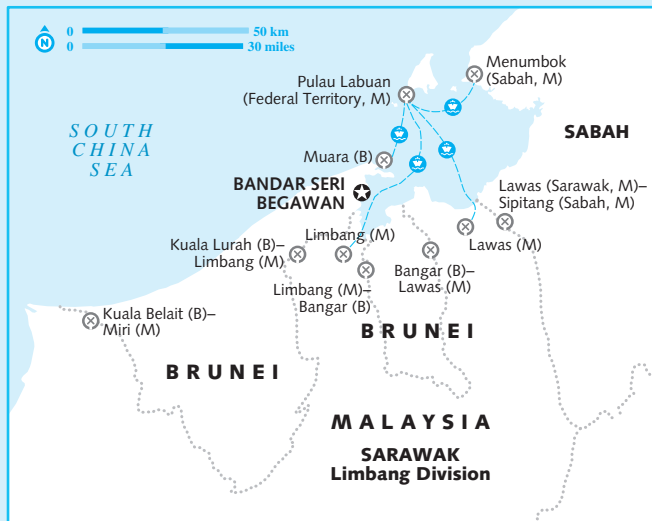 0 50 km
0 30 miles
N
Menumbok
(Sabah, M)
Pulau Labuan
(Federal Territory, M)
SOUTH
CHINA
SEA
SABAH
Muara (B)
BANDAR SERI
BEGAWAN
Lawas (Sarawak, M)–
Sipitang (Sabah, M)
Limbang (M)
Lawas (M)
Kuala Lurah (B)–
Limbang (M)
Bangar (B)–
Lawas (M)
Limbang (M)–
Bangar (B)
Kuala Belait (B)–
Miri (M)
BRUNEI
BRUNEI
MALAYSIA
SARAWAK
Limbang Division